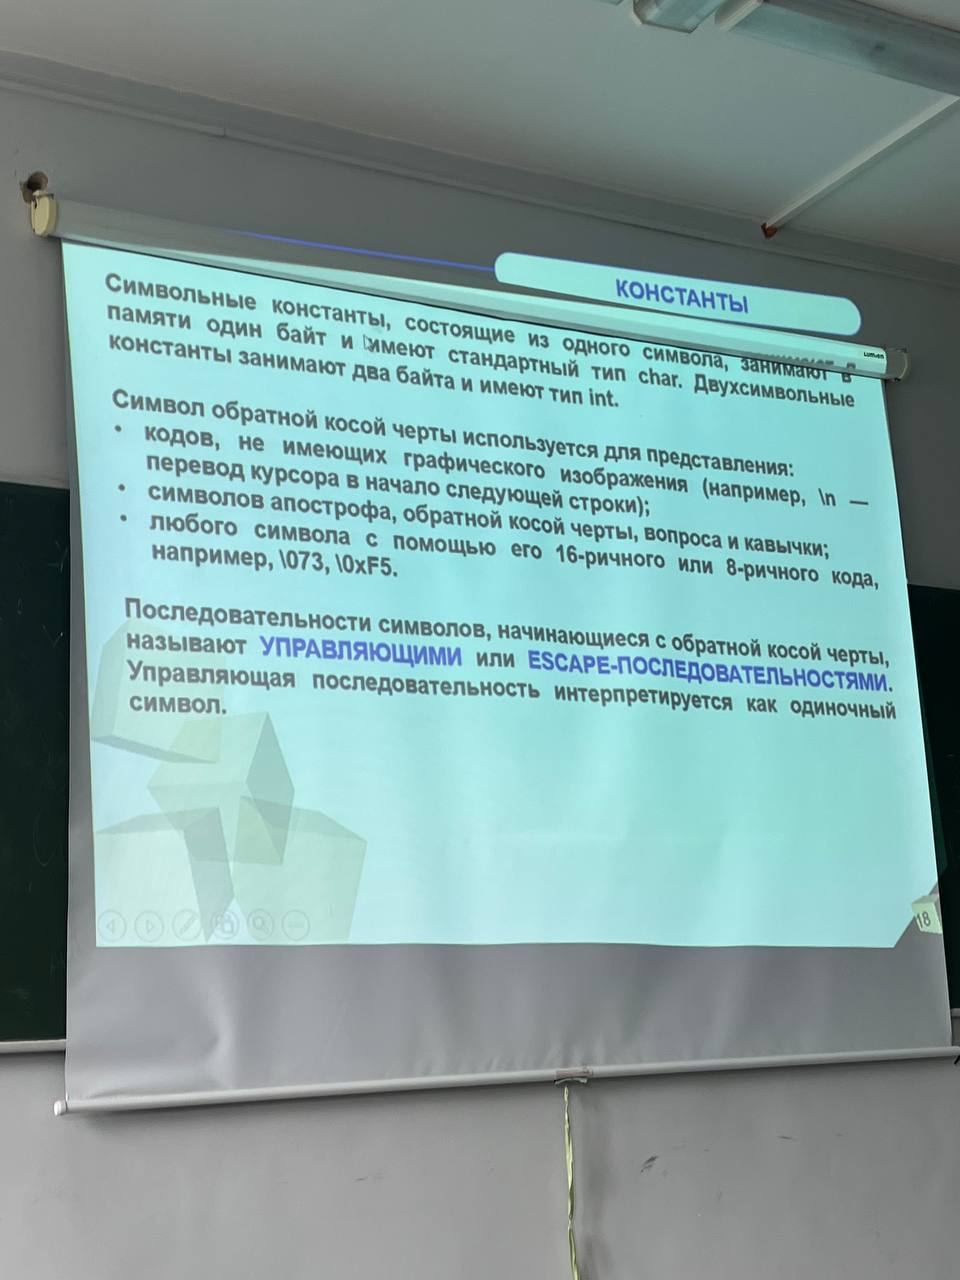 КОНСТАНТЫ
Lumien
Символьные константы, состоящие из одного символа, занимают в
памяти один байт и имеют стандартный тип char. Двухсимвольные
константы занимают два байта и имеют тип int.
Символ обратной косой черты используется для представления:
• кодов, не имеющих графического изображения (например, \n —
перевод курсора в начало следующей строки);
• символов апострофа, обратной косой черты, вопроса и кавычки;
• любого символа с помощью его 16-ричного или 8-ричного кода,
например, \073, \0xF5.
Последовательности символов, начинающиеся с обратной косой черты,
называют УПРАВЛЯЮЩИМИ или ESCAPE-ПОСЛЕДОВАТЕЛЬНОСТЯМИ.
Управляющая последовательность интерпретируется как одиночный
символ.
18